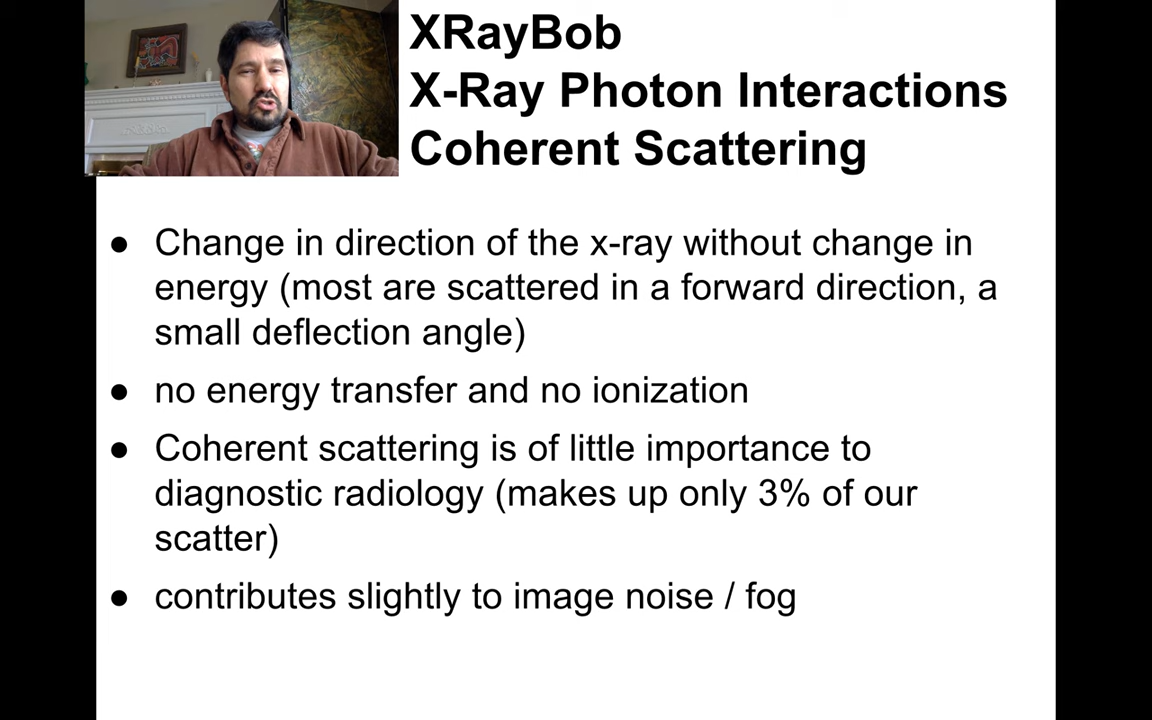 XRayBob
X-Ray Photon Interactions
Coherent Scattering
● Change in direction of the x-ray without change in
energy (most are scattered in a forward direction, a
small deflection angle)
● no energy transfer and no ionization
● Coherent scattering is of little importance to
diagnostic radiology (makes up only 3% of our
scatter)
● contributes slightly to image noise / fog